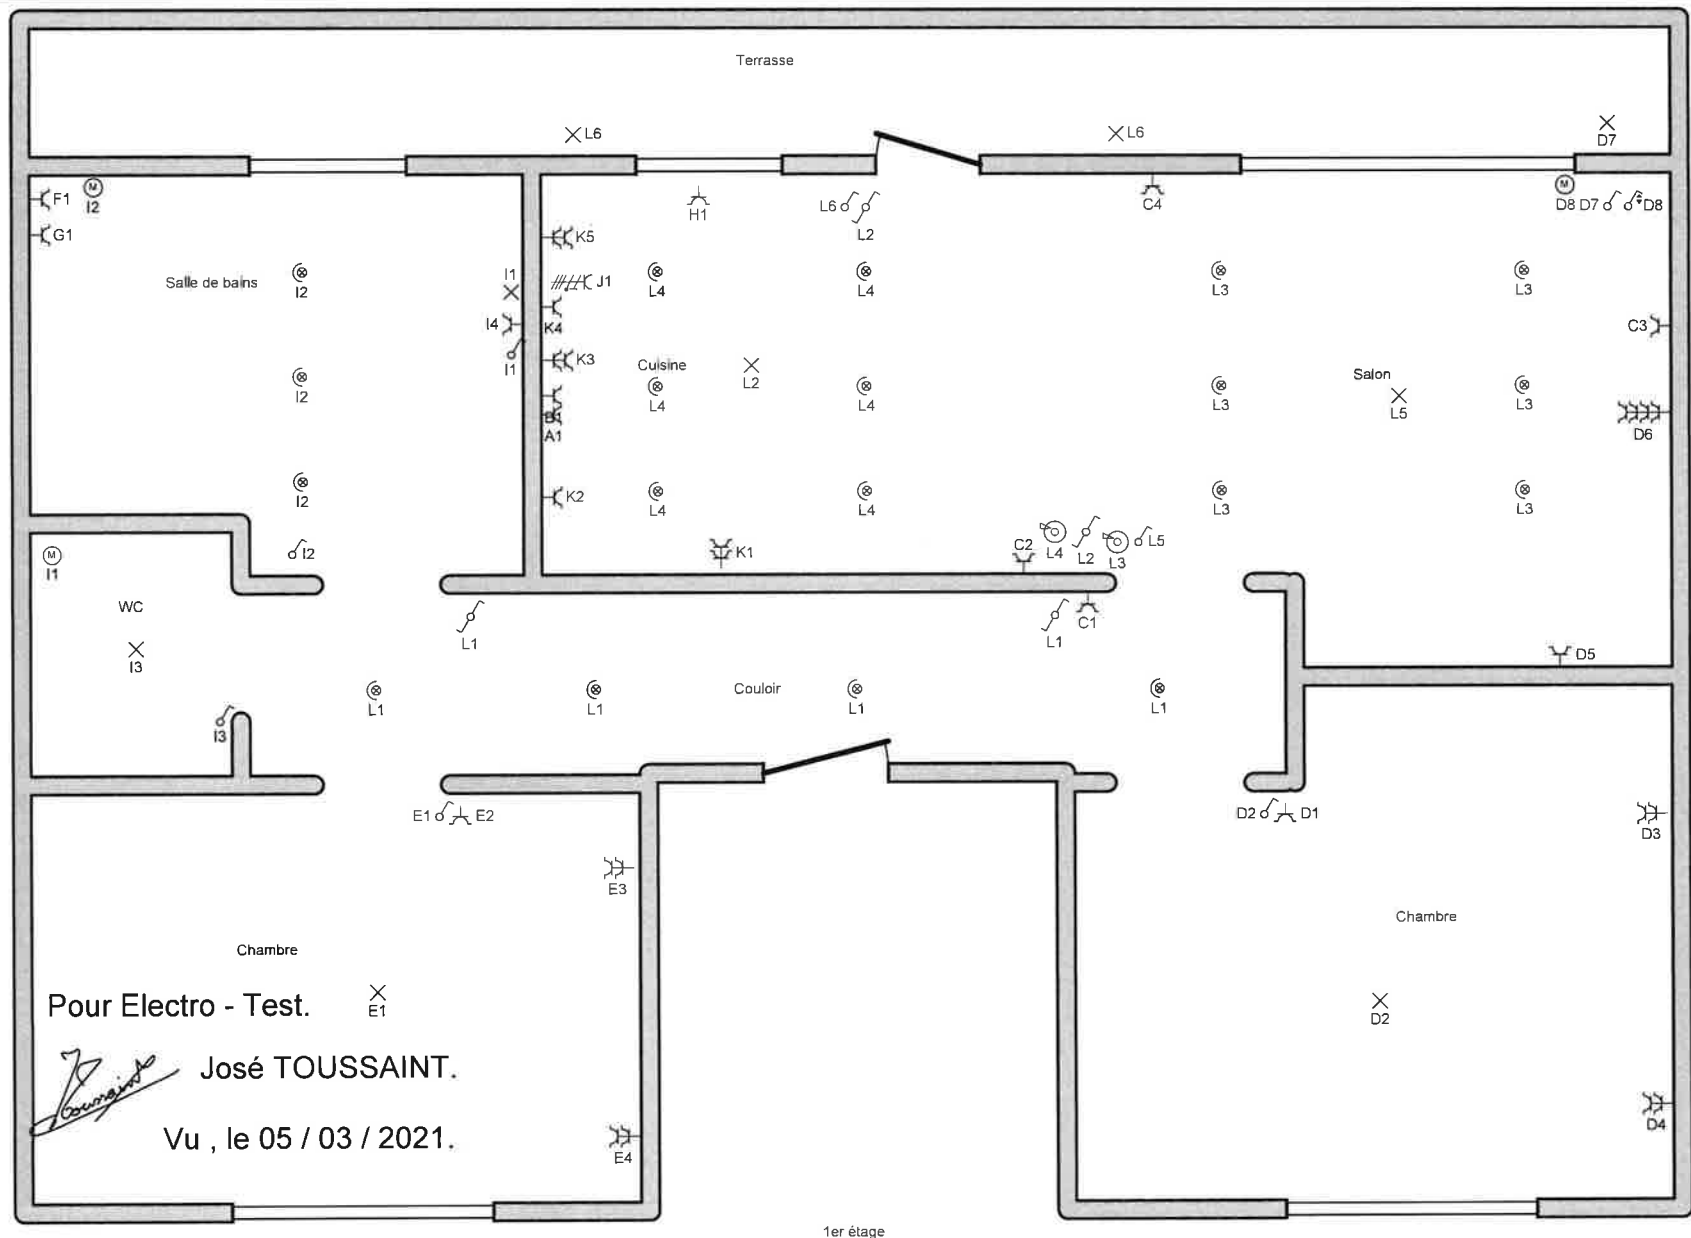 Terrasse
L6
L6
D7
F1
I2
G1
H1
L6
L2
C4
D8 D7 D8
K5
Salle de bains
I2
I1
J1
L4
L4
L3
L3
I4
K4
C3
I1
K3
Cuisine
L2
Salon
I2
L4
L4
L3
L5
L3
B1
A1
D6
I2
K2
L4
L4
L3
L3
I2
I1
K1
C2
L4
L2
L3
L5
WC
I3
L1
L1
C1
D5
Couloir
L1
L1
L1
L1
I3
E1 E2
D2 D1
D3
E3
Chambre
Chambre
Pour Electro - Test.
E1
D2
Toussaint
José TOUSSAINT.
Vu , le 05 / 03 / 2021.
E4
D4
1er étage